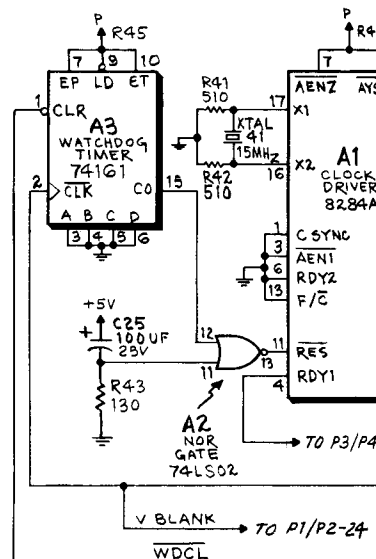 P
R45
7 9 10
EP LD ET
1
CLR
A3
WATCHDOG
TIMER
74161
2
CLK
CO
15
A B C D
3 4 5 6
+5V
+
C25
100UF
25V
R43
130
R41
510
XTAL
41
15MHZ
R42
510
12
11
13
A2
NOR
GATE
74LS02
P
7
AEN2
17
X1
A1
X2
16
CLOCK
DRIVER
8284A
1
C SYNC
3
AEN1
6
RDY2
13
F/C
11
RES
RDY1
4
TO P3/P4
V BLANK
TO P1/P2-24
WDCL